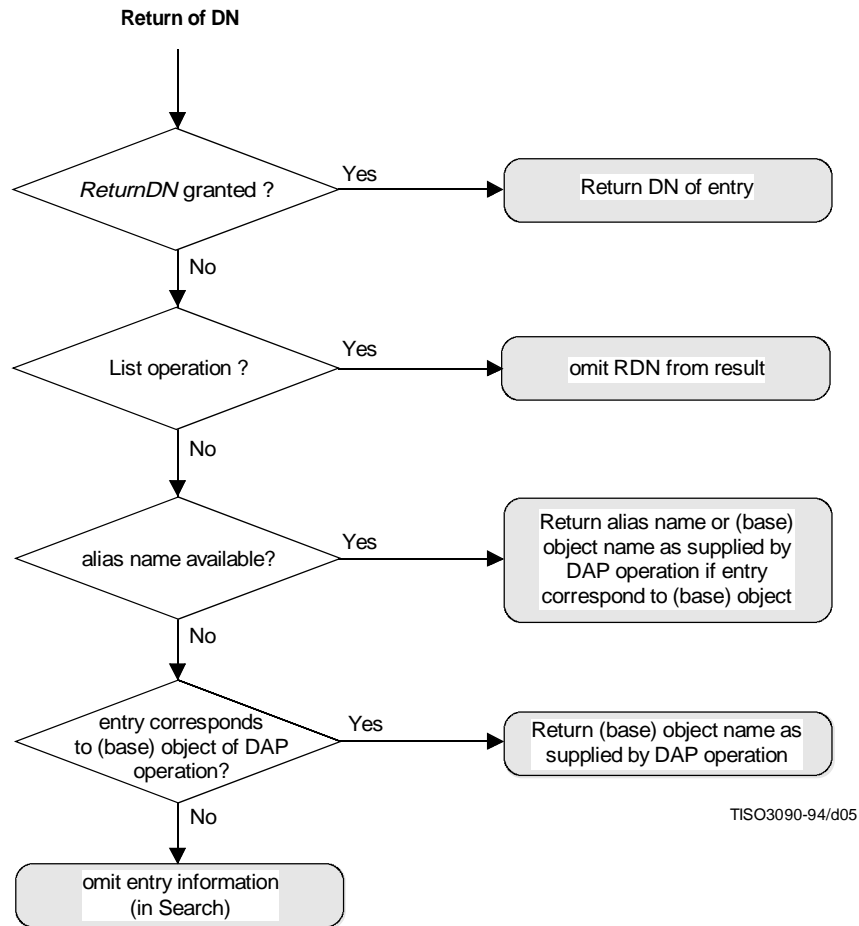 Return of DN
ReturnDN granted ?
Yes
Return DN of entry
No
List operation ?
Yes
omit RDN from result
No
alias name available?
Yes
Return alias name or (base)
object name as supplied by
DAP operation if entry
correspond to (base) object
No
entry corresponds
to (base) object of DAP
operation?
Yes
Return (base) object name as
supplied by DAP operation
No
TISO3090-94/d05
omit entry information
(in Search)